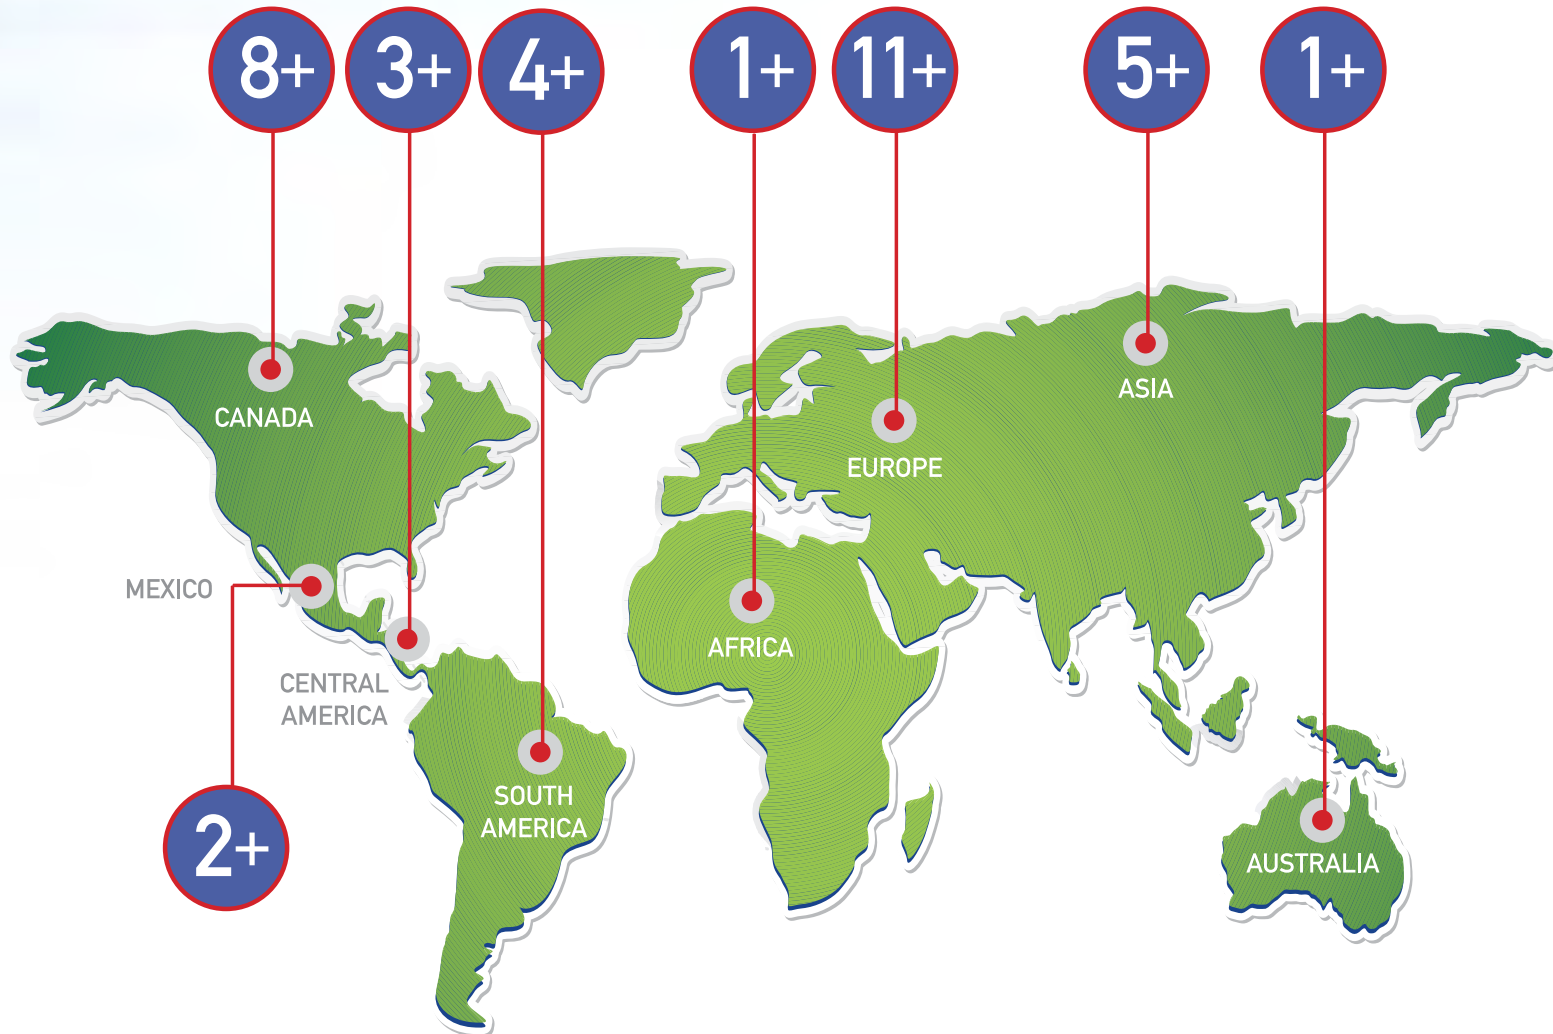 8+
3+
4+
1+
11+
5+
1+
CANADA
ASIA
EUROPE
MEXICO
AFRICA
CENTRAL
AMERICA
SOUTH
AMERICA
2+
AUSTRALIA